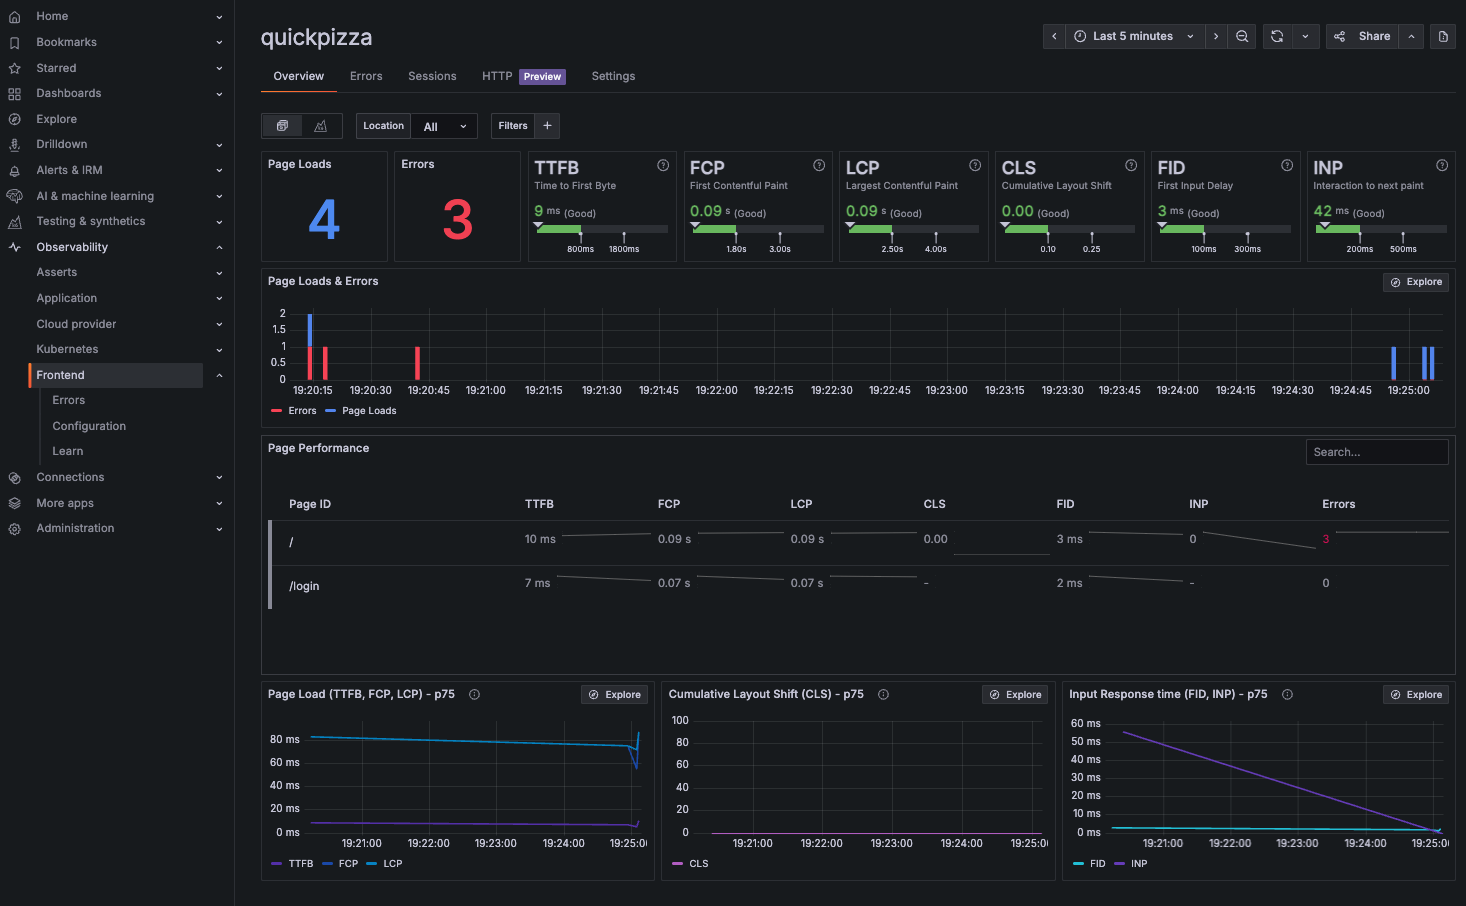 Home
Bookmarks
Starred
Dashboards
Explore
Drilldown
Alerts & IRM
AI & machine learning
Testing & synthetics
Observability
Asserts
Application
Cloud provider
Kubernetes
Frontend
Errors
Configuration
Learn
Connections
More apps
Administration
quickpizza
Last 5 minutes
Share
Overview Errors Sessions HTTP Preview Settings
Location All Filters +
Page Loads
4
Errors
3
TTFB
Time to First Byte
9 ms (Good)
800ms 1800ms
FCP
First Contentful Paint
0.09 s (Good)
1.80s 3.00s
LCP
Largest Contentful Paint
0.09 s (Good)
2.50s 4.00s
CLS
Cumulative Layout Shift
0.00 (Good)
0.10 0.25
FID
First Input Delay
3 ms (Good)
100ms 300ms
INP
Interaction to next paint
42 ms (Good)
200ms 500ms
Page Loads & Errors
Explore
2
1.5
1
0.5
0
19:20:15 19:20:30 19:20:45 19:21:00 19:21:15 19:21:30 19:21:45 19:22:00 19:22:15 19:22:30 19:22:45 19:23:00 19:23:15 19:23:30 19:23:45 19:24:00 19:24:15 19:24:30 19:24:45 19:25:00
Errors Page Loads
Page Performance
Search...
Page ID TTFB FCP LCP CLS FID INP Errors
/ 10 ms 0.09 s 0.09 s 0.00 3 ms 0 3
/login 7 ms 0.07 s 0.07 s - 2 ms - 0
Page Load (TTFB, FCP, LCP) - p75
Explore
80 ms
60 ms
40 ms
20 ms
0 ms
19:21:00 19:22:00 19:23:00 19:24:00 19:25:0
TTFB FCP LCP
Cumulative Layout Shift (CLS) - p75
Explore
100
80
60
40
20
0
19:21:00 19:22:00 19:23:00 19:24:00 19:25:0
CLS
Input Response time (FID, INP) - p75
Explore
60 ms
50 ms
40 ms
30 ms
20 ms
10 ms
0 ms
19:21:00 19:22:00 19:23:00 19:24:00 19:25:0
FID INP